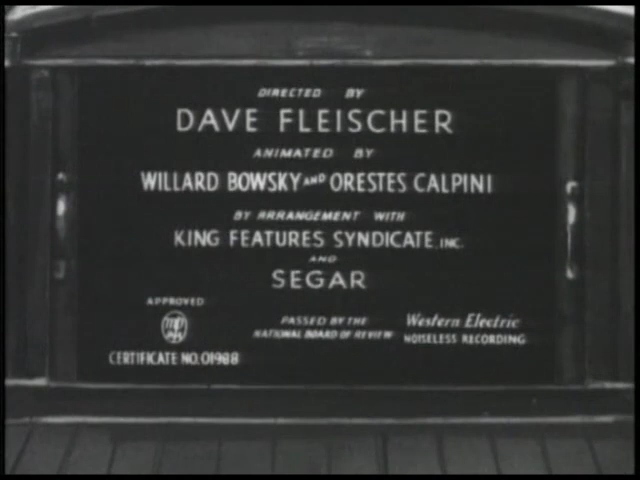 DIRECTED BY
DAVE FLEISCHER
ANIMATED BY
WILLARD BOWSKY AND ORESTES CALPINI
BY ARRANGEMENT WITH
KING FEATURES SYNDICATE, INC.
AND
SEGAR
APPROVED
CERTIFICATE NO. 01988
PASSED BY THE
NATIONAL BOARD OF REVIEW
Western Electric
NOISELESS RECORDING